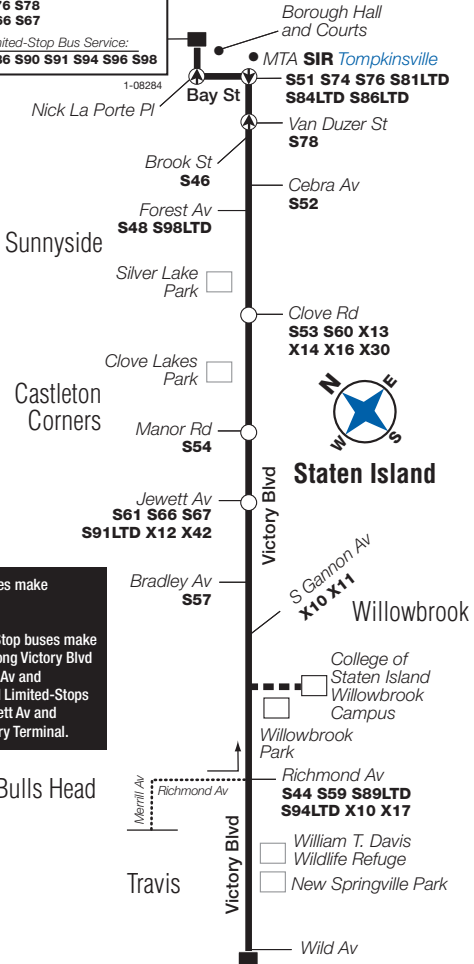 76 S78
66 S67
nited-Stop Bus Service:
86 S90 S91 S94 S96 S98
1-08284
Borough Hall
and Courts
MTA SIR Tompkinsville
S51 S74 S76 S81LTD
S84LTD S86LTD
Bay St
Nick La Porte Pl
Van Duzer St
S78
Brook St
S46
Cebra Av
S52
Forest Av
S48 S98LTD
Sunnyside
Silver Lake
Park
Clove Rd
S53 S60 X13
X14 X16 X30
Clove Lakes
Park
Castleton
Corners
N
E
W
S
Staten Island
Manor Rd
S54
Jewett Av
S61 S66 S67
S91LTD X12 X42
Victory Blvd
Bradley Av
S57
S Gannon Av
X10 X11
Willowbrook
es make
Stop buses make
ong Victory Blvd
Av and
d Limited-Stops
ett Av and
ry Terminal.
College of
Staten Island
Willowbrook
Campus
Willowbrook
Park
Bulls Head
Merrill Av
Richmond Av
Richmond Av
S44 S59 S89LTD
S94LTD X10 X17
Victory Blvd
William T. Davis
Wildlife Refuge
New Springville Park
Travis
Wild Av